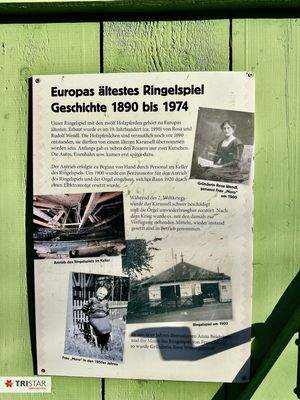 Europas ältestes Ringelspiel
Geschichte 1890 bis 1974
Unser Ringelspiel mit den zwölf Holzpferden gehört zu Europas
ältesten. Erbaut wurde es im 19. Jahrhundert (ca. 1890) von Rosa und
Rudolf Wendl. Die Holzpferdchen sind vermutlich noch vor 1890
entstanden, sie dürften von einem älteren Karussell übernommen
worden sein. Anfangs gab es neben den Rössern nur zwei Kutschen.
Die Autos, Eisenbahn usw. kamen erst später dazu.
Der Antrieb erfolgte zu Beginn von Hand durch Personal im Keller
des Ringelspiels. Um 1900 wurde ein Benzinmotor für den Antrieb
des Ringelspiels und der Orgel eingebaut, welcher dann 1920 durch
einen Elektromotor ersetzt wurde.
Gründerin Rosa Wendl,
genannt Frau „Mana“
um 1900
Während des 2. Weltkriegs
wurde das Karussell schwer beschädigt
und die Orgel unwiederbringbar zerstört. Nach
dem Krieg wurde es, mit den damals zur
Verfügung stehenden Mitteln, wieder instand
gesetzt und in Betrieb genommen.
Antrieb des Ringelspiels im Keller
Ringelspiel um 1900
Frau „Mana“ in den 1950er Jahren
TRISTAR